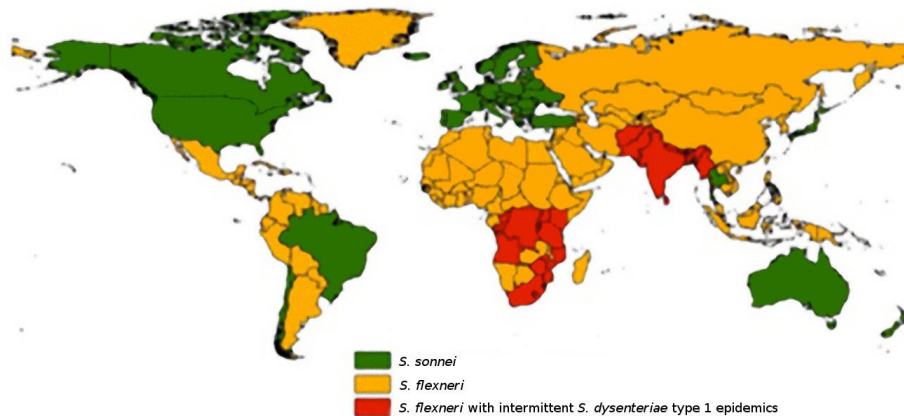 S. sonnei
S. flexneri
S. flexneri with intermittent S. dysenteriae type 1 epidemics